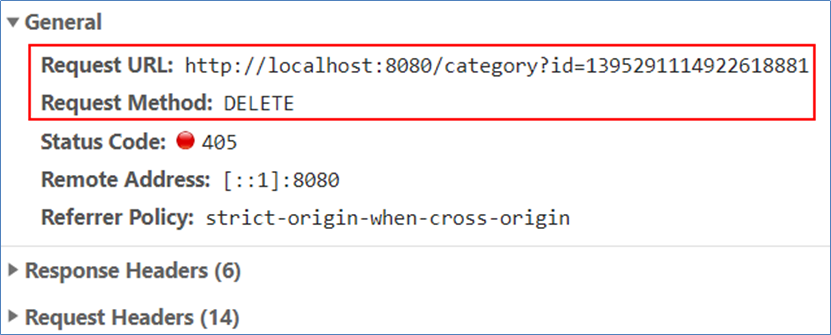 General
Request URL: http://localhost:8080/category?id=1395291114922618881
Request Method: DELETE
Status Code: 405
Remote Address: [::1]:8080
Referrer Policy: strict-origin-when-cross-origin
Response Headers (6)
Request Headers (14)